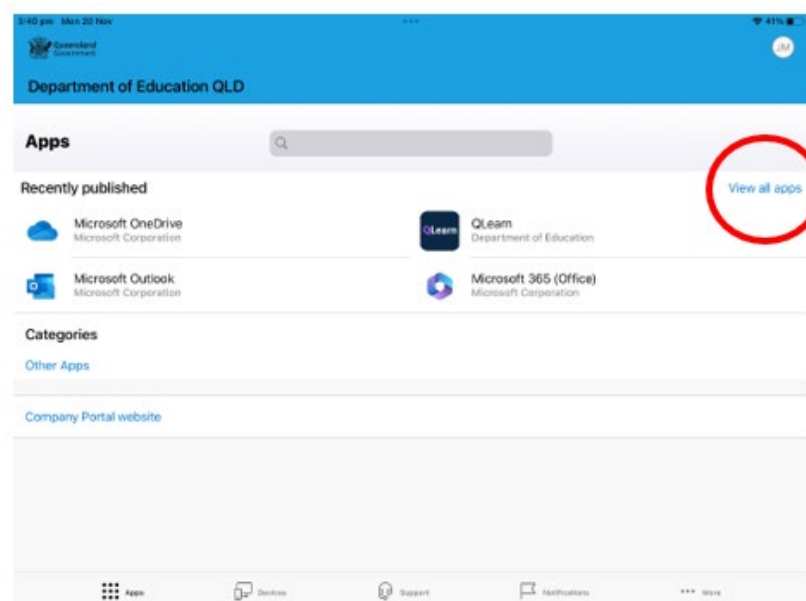 3:40 pm Mon 20 Nov
41%
Queensland
Government
JM
Department of Education QLD
Apps
Recently published
View all apps
Microsoft OneDrive
Microsoft Corporation
QLearn
QLearn
Department of Education
Microsoft Outlook
Microsoft Corporation
Microsoft 365 (Office)
Microsoft Corporation
Categories
Other Apps
Company Portal website
Apps
Devices
Support
Notifications
More